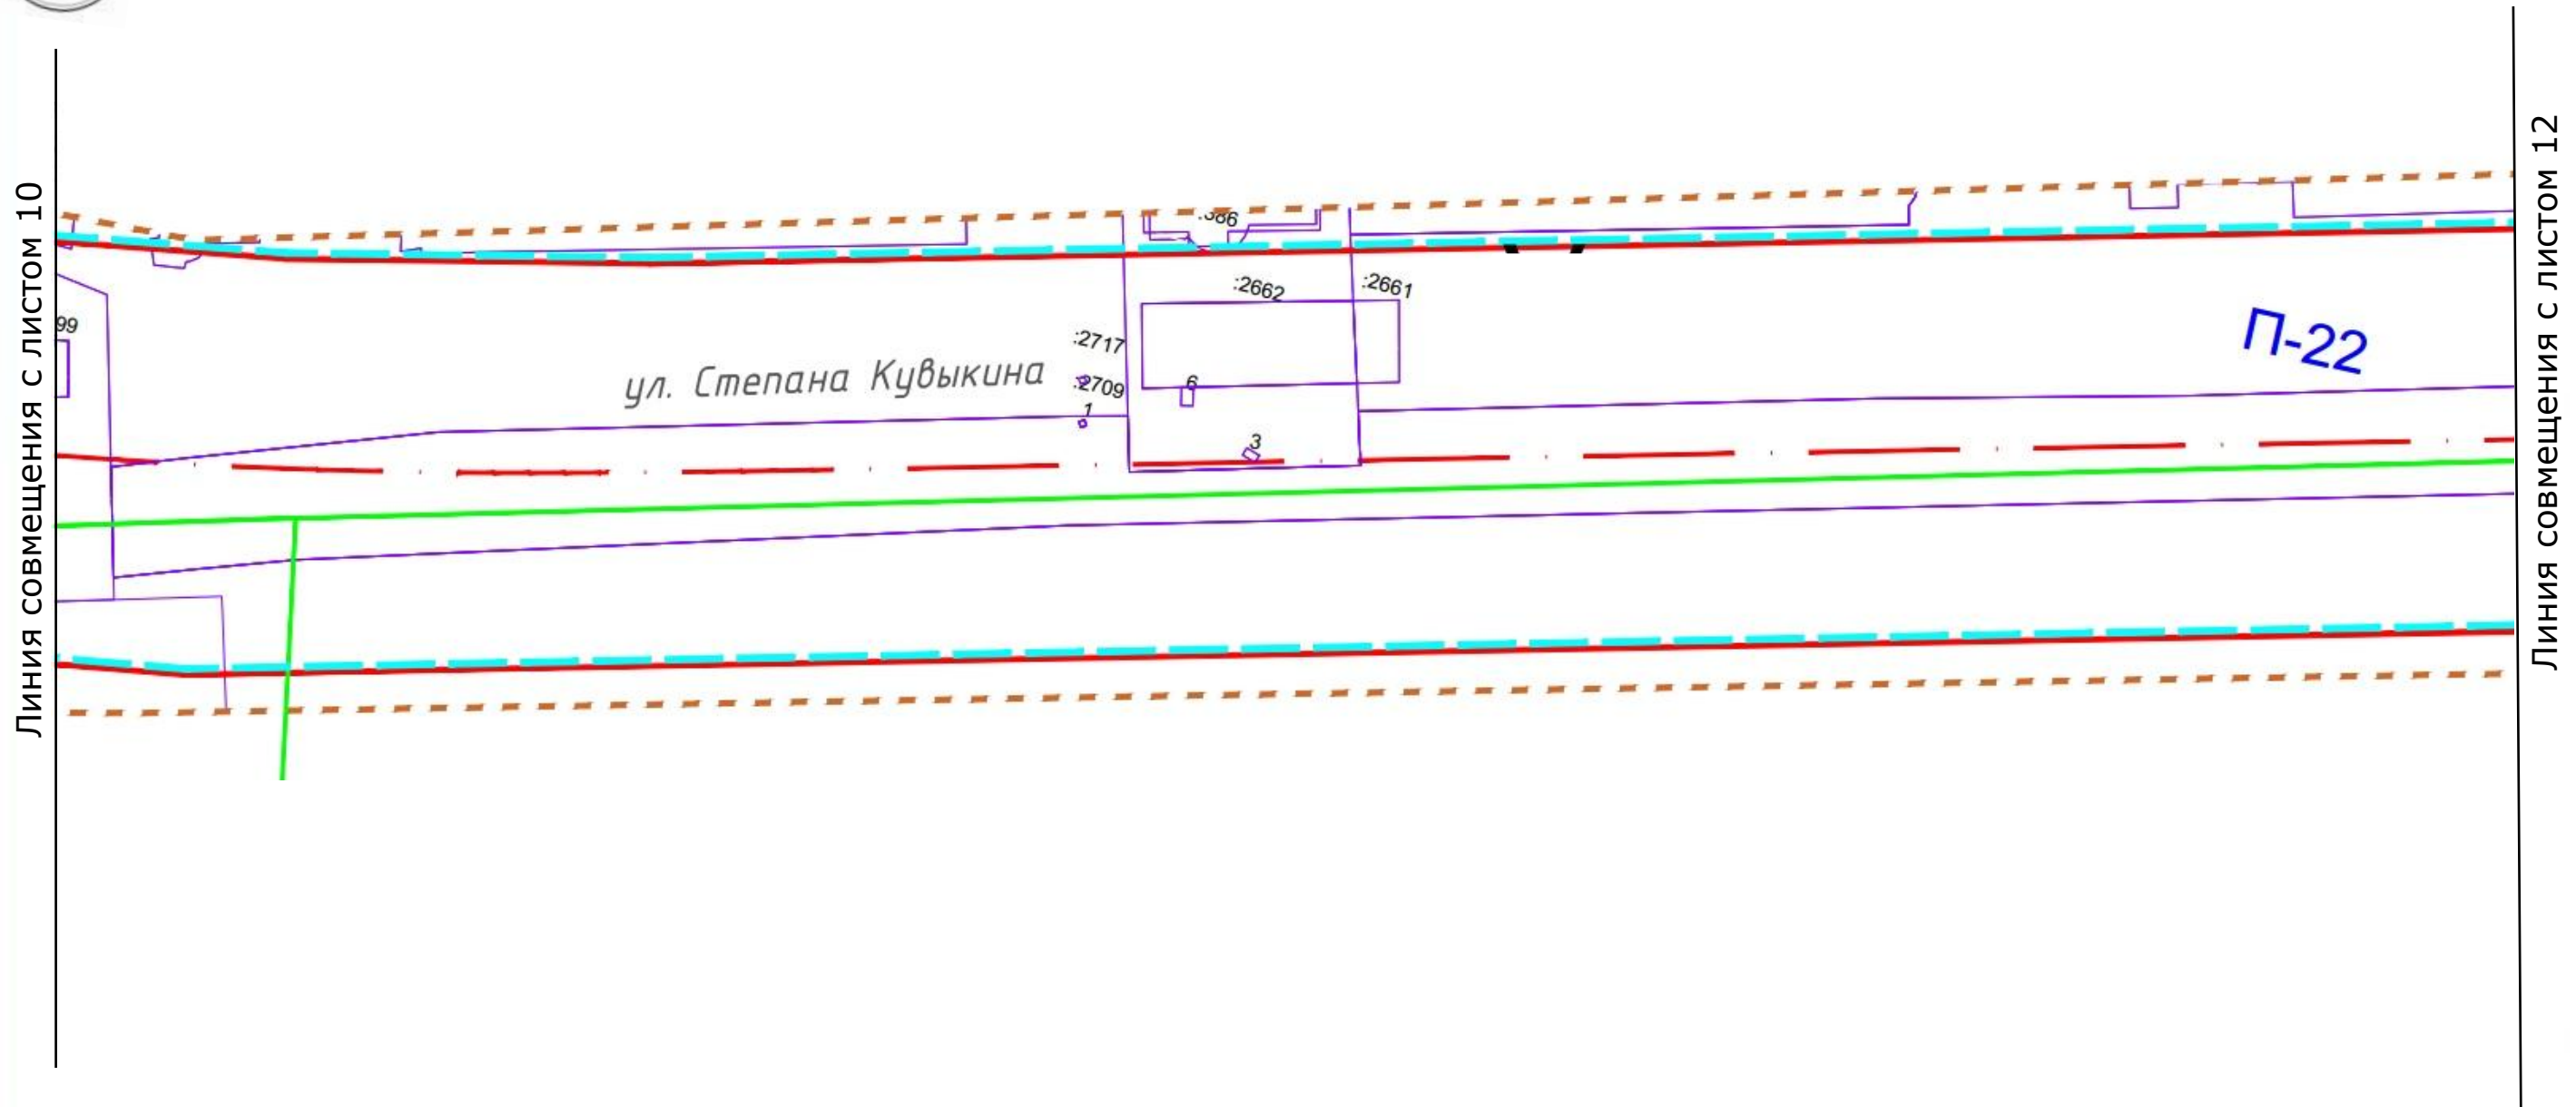 Линия совмещения с листом 10
Линия совмещения с листом 12
:2662
:2661
99
:2717
П-22
ул. Степана Кувыкина
:2709
6
1
3